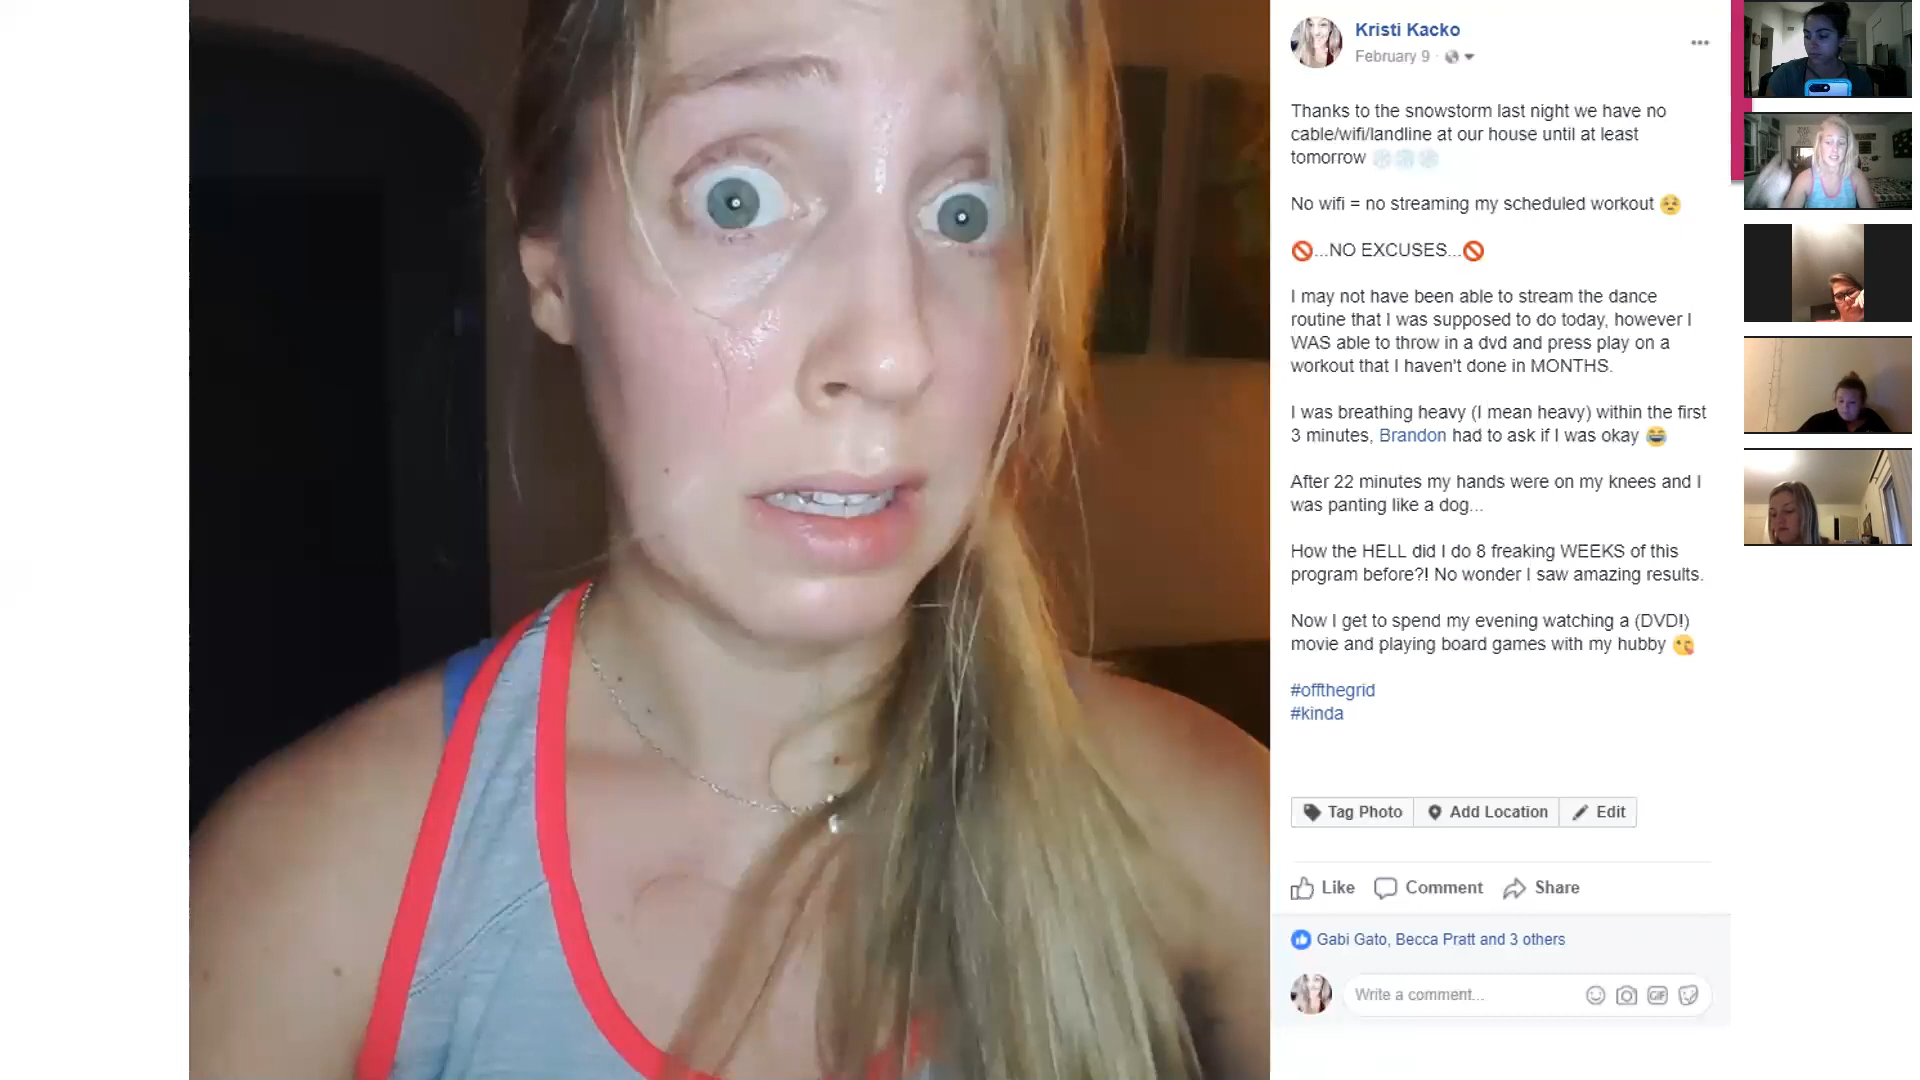 Kristi Kacko
February 9
Thanks to the snowstorm last night we have no
cable/wifi/landline at our house until at least
tomorrow ❄️❄️❄️
No wifi = no streaming my scheduled workout 🥺
🚫...NO EXCUSES...🚫
I may not have been able to stream the dance
routine that I was supposed to do today, however I
WAS able to throw in a dvd and press play on a
workout that I haven't done in MONTHS.
I was breathing heavy (I mean heavy) within the first
3 minutes, Brandon had to ask if I was okay 😂
After 22 minutes my hands were on my knees and I
was panting like a dog...
How the HELL did I do 8 freaking WEEKS of this
program before?! No wonder I saw amazing results.
Now I get to spend my evening watching a (DVD!)
movie and playing board games with my hubby 😘
#offthegrid
#kinda
Tag Photo Add Location Edit
Like Comment Share
Gabi Gato, Becca Pratt and 3 others
Write a comment... GIF